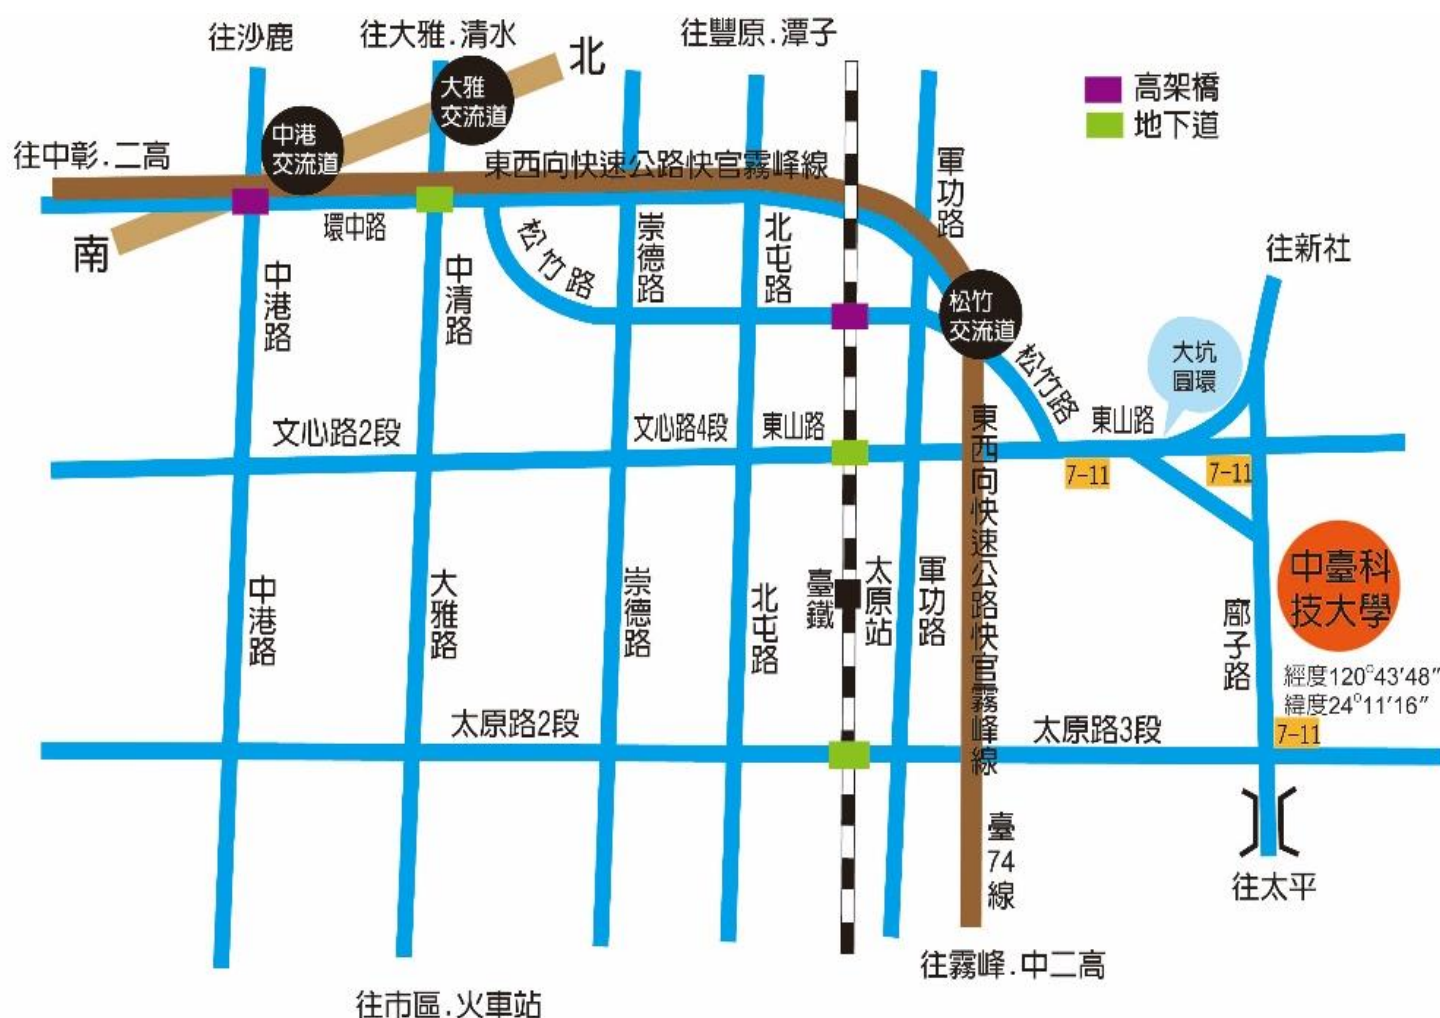 往沙鹿
往大雅.清水
往豐原.潭子
北
大雅
交流道
高架橋
地下道
中港
交流道
往中彰.二高
東西向快速公路快官霧峰線
軍功路
南
環中路
松竹路
崇德路
北屯路
往新社
中港路
中清路
松竹
交流道
松竹路
大坑
圓環
文心路2段
文心路4段
東山路
東山路
7-11
7-11
東西向快速公路快官霧峰線
中港路
大雅路
崇德路
北屯路
臺鐵
太原站
軍功路
中臺科
技大學
廍子路
經度120°43'48"
緯度24°11'16"
太原路2段
太原路3段
7-11
臺74線
往太平
往霧峰.中二高
往市區.火車站